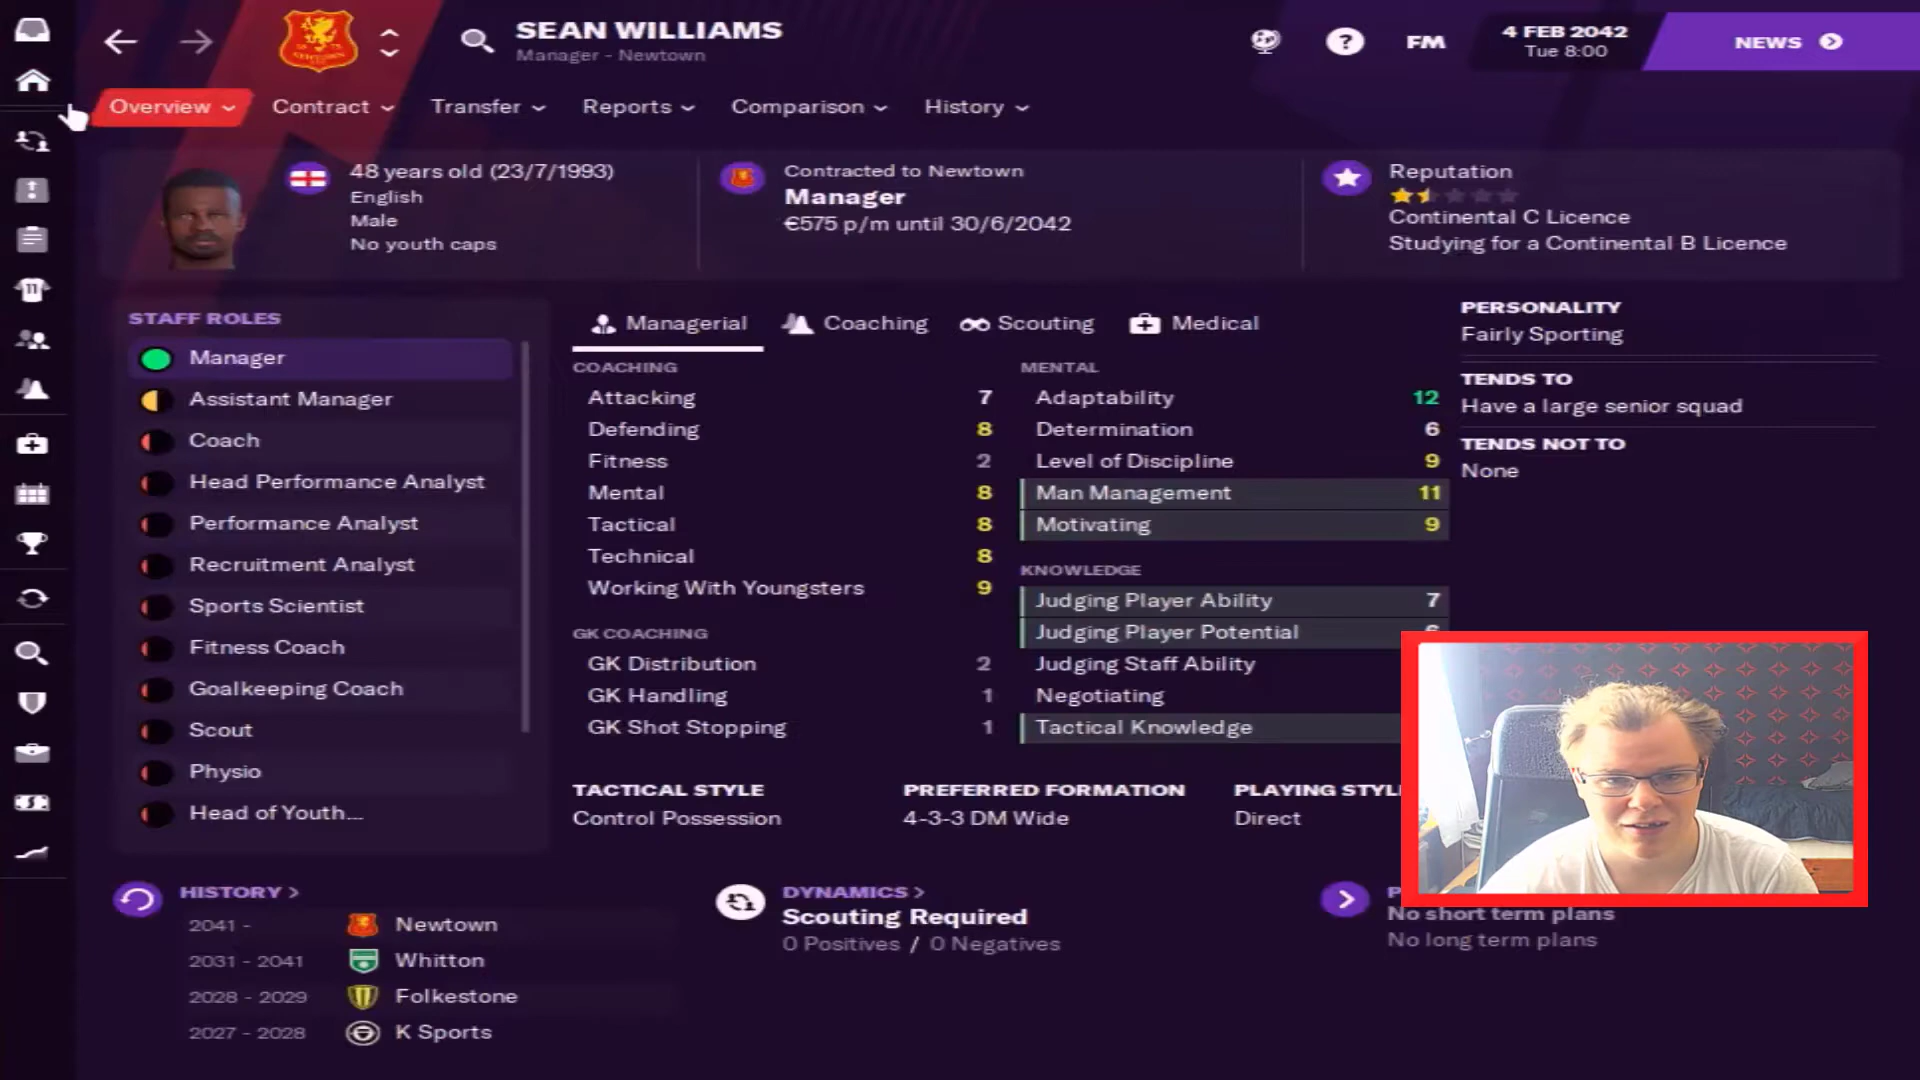 SEAN WILLIAMS
Manager - Newtown
FM
4 FEB 2042
Tue 8:00
NEWS
Overview
Contract
Transfer
Reports
Comparison
History
48 years old (23/7/1993)
English
Male
No youth caps
Contracted to Newtown
Manager
€575 p/m until 30/6/2042
Reputation
Continental C Licence
Studying for a Continental B Licence
STAFF ROLES
Manager
Assistant Manager
Coach
Head Performance Analyst
Performance Analyst
Recruitment Analyst
Sports Scientist
Fitness Coach
Goalkeeping Coach
Scout
Physio
Head of Youth...
Managerial
Coaching
Scouting
Medical
COACHING
Attacking 7
Defending 8
Fitness 2
Mental 8
Tactical 8
Technical 8
Working With Youngsters 9
GK COACHING
GK Distribution 2
GK Handling 1
GK Shot Stopping 1
MENTAL
Adaptability 12
Determination 6
Level of Discipline 9
Man Management 11
Motivating 9
KNOWLEDGE
Judging Player Ability 7
Judging Player Potential
Judging Staff Ability
Negotiating
Tactical Knowledge
PERSONALITY
Fairly Sporting
TENDS TO
Have a large senior squad
TENDS NOT TO
None
TACTICAL STYLE
Control Possession
PREFERRED FORMATION
4-3-3 DM Wide
PLAYING
Direct
HISTORY >
2041 - Newtown
2031 - 2041 Whitton
2028 - 2029 Folkestone
2027 - 2028 K Sports
DYNAMICS >
Scouting Required
0 Positives / 0 Negatives
No short term plans
No long term plans